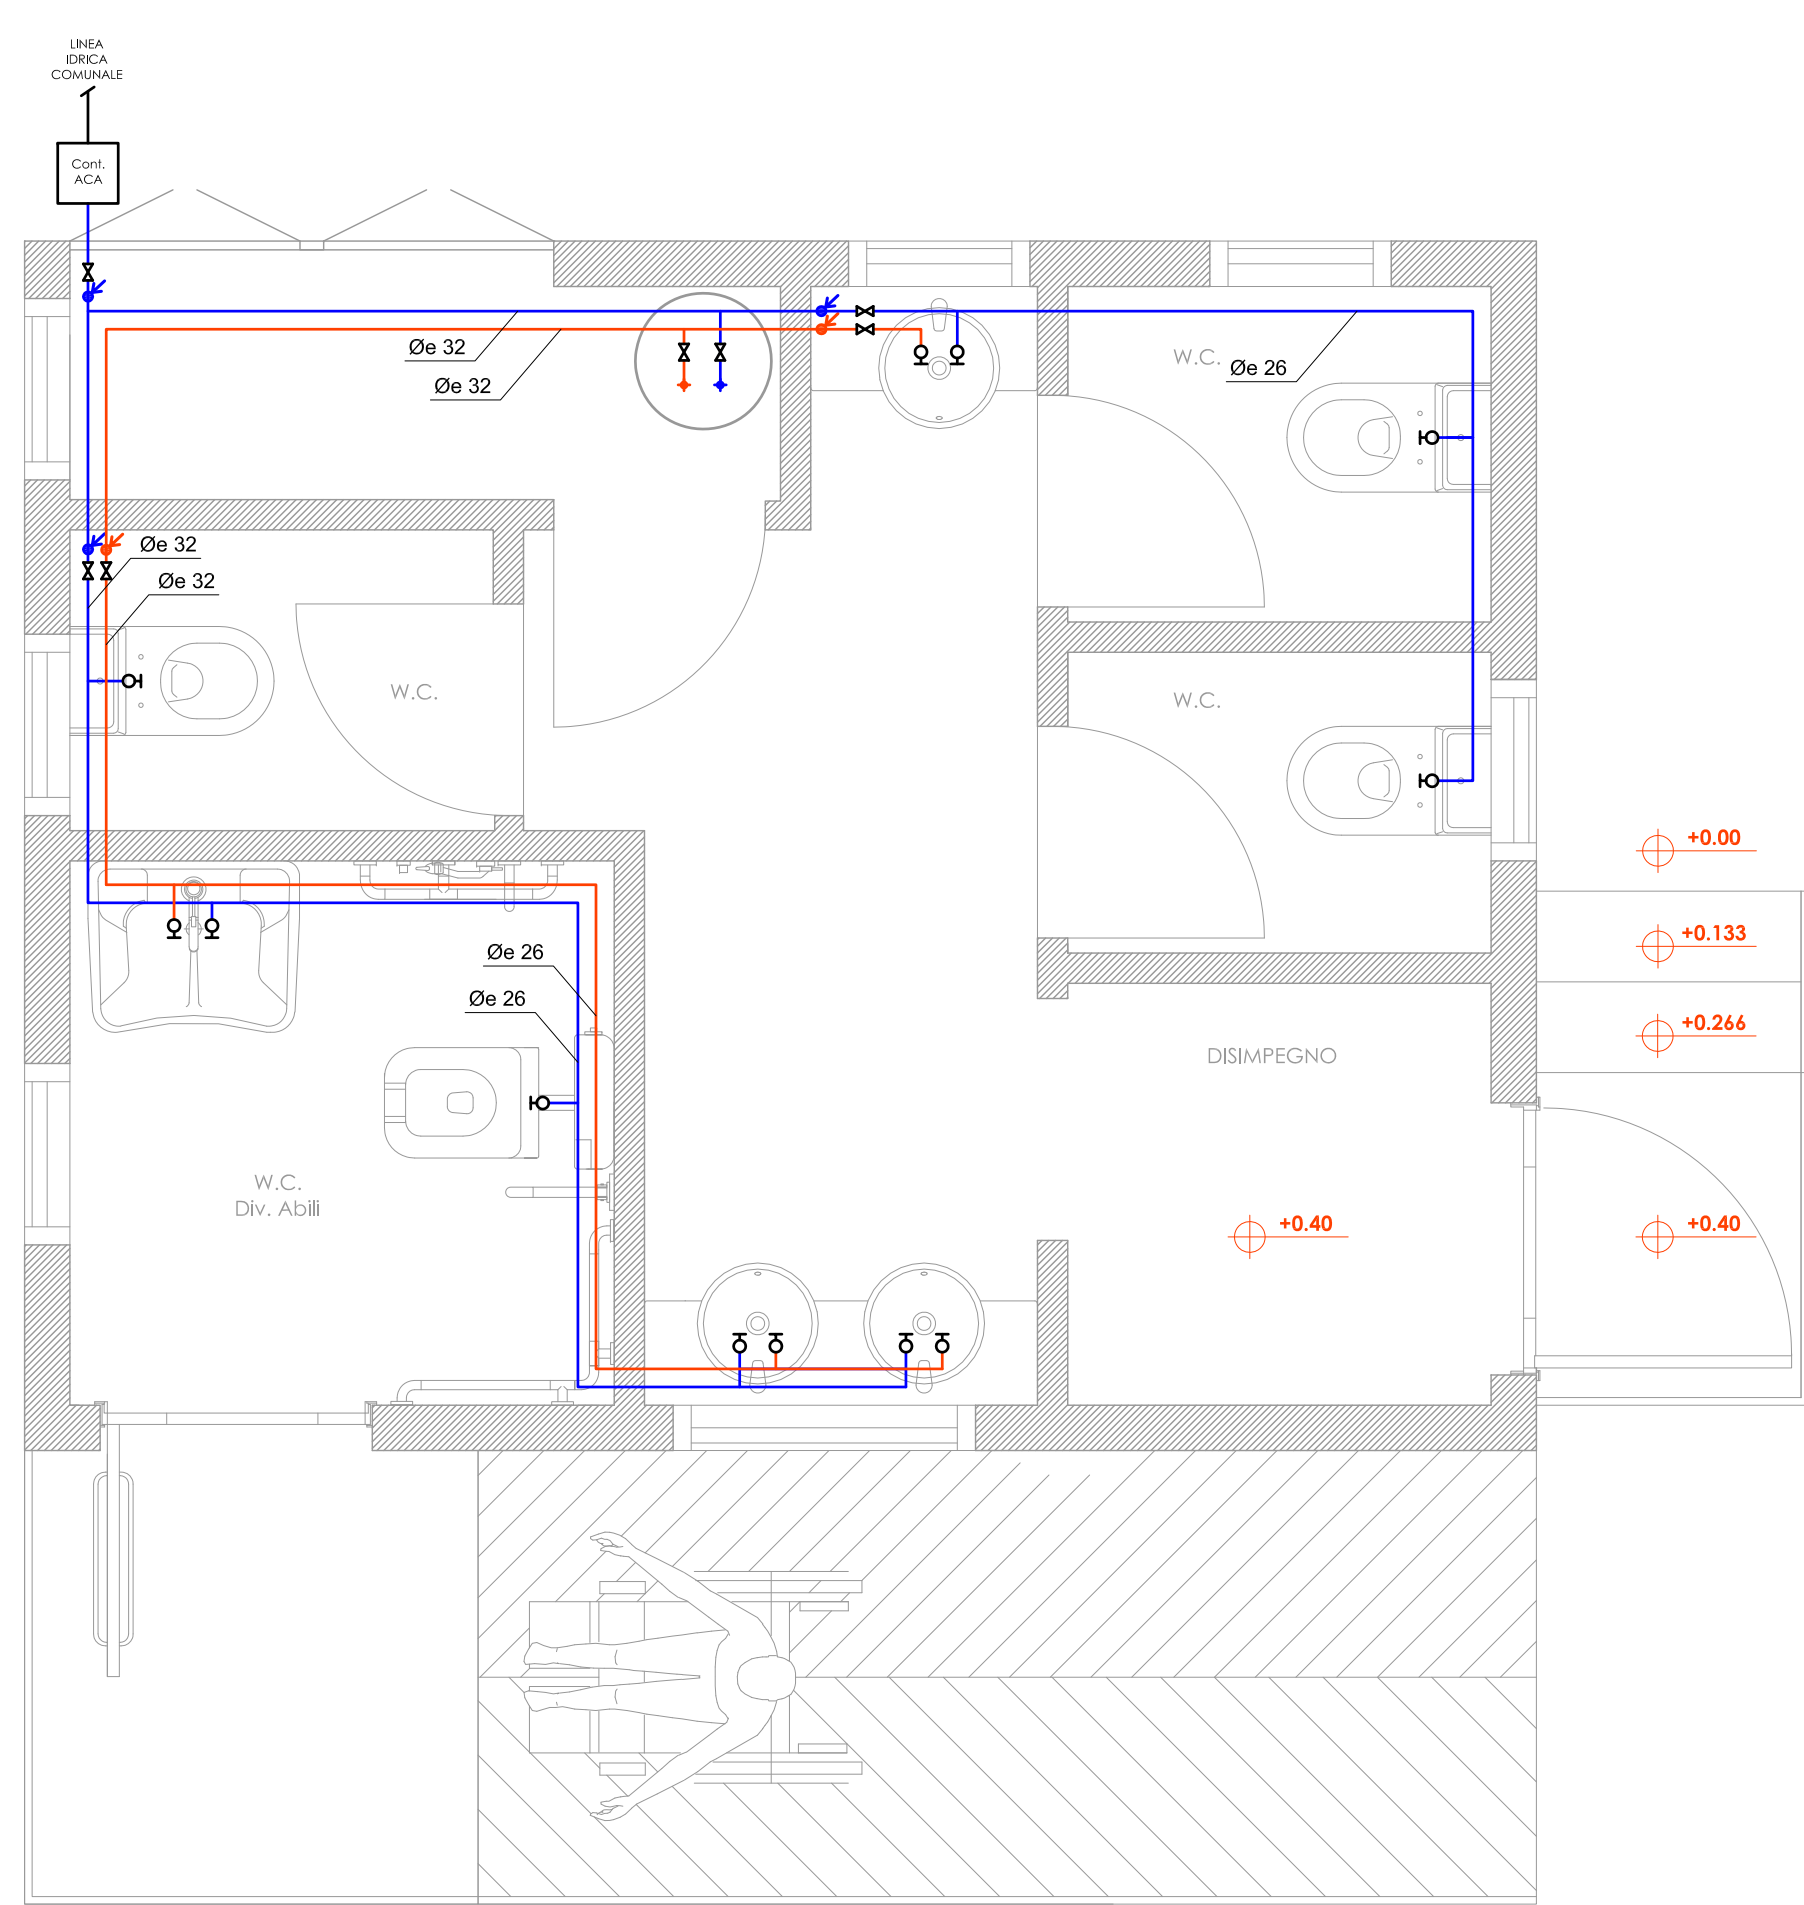 LINEA
IDRICA
COMUNALE
Cont.
ACA
Øe 32
Øe 32
W.C.
Øe 26
Øe 32
Øe 32
W.C.
W.C.
+0.00
+0.133
Øe 26
Øe 26
+0.266
DISIMPEGNO
W.C.
Div. Abili
+0.40
+0.40